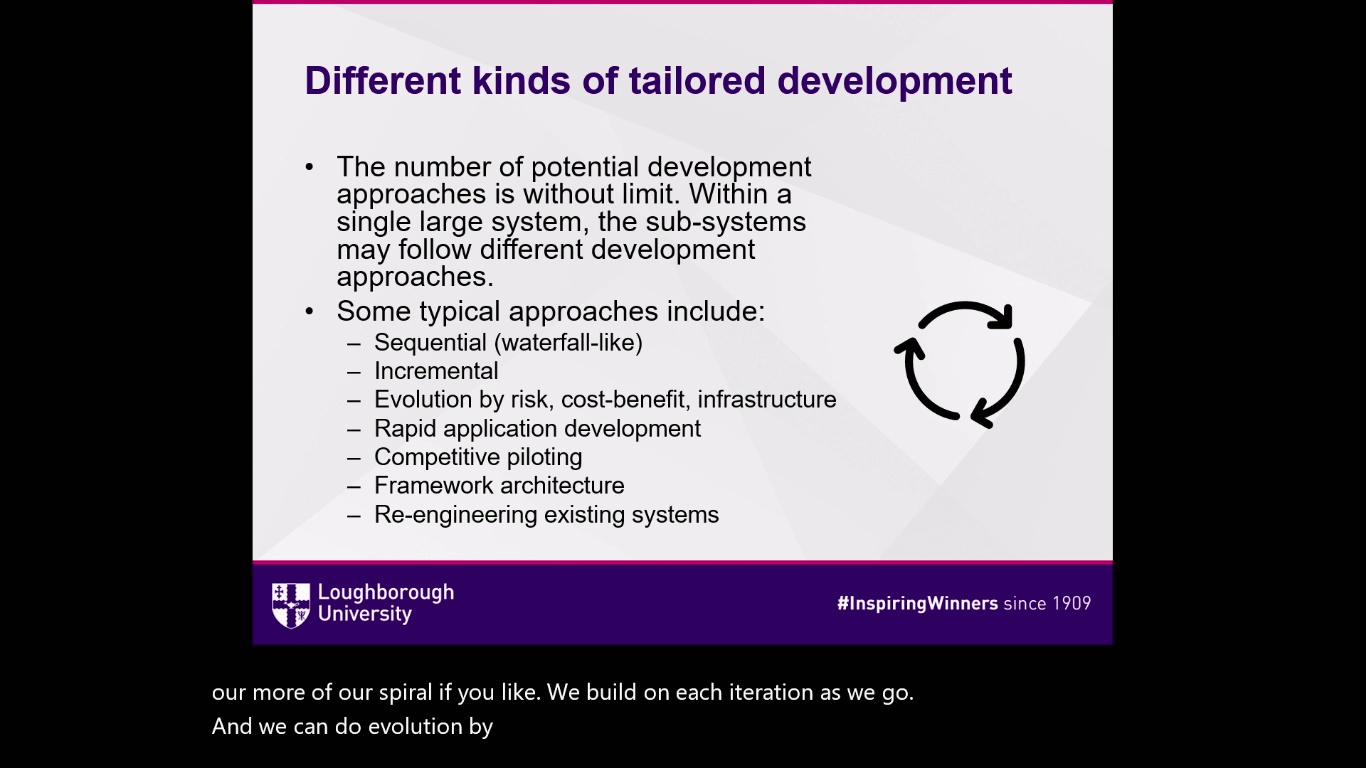 Different kinds of tailored development
• The number of potential development
approaches is without limit. Within a
single large system, the sub-systems
may follow different development
approaches.
• Some typical approaches include:
– Sequential (waterfall-like)
– Incremental
– Evolution by risk, cost-benefit, infrastructure
– Rapid application development
– Competitive piloting
– Framework architecture
– Re-engineering existing systems
Loughborough
University
#InspiringWinners since 1909
our more of our spiral if you like. We build on each iteration as we go.
And we can do evolution by